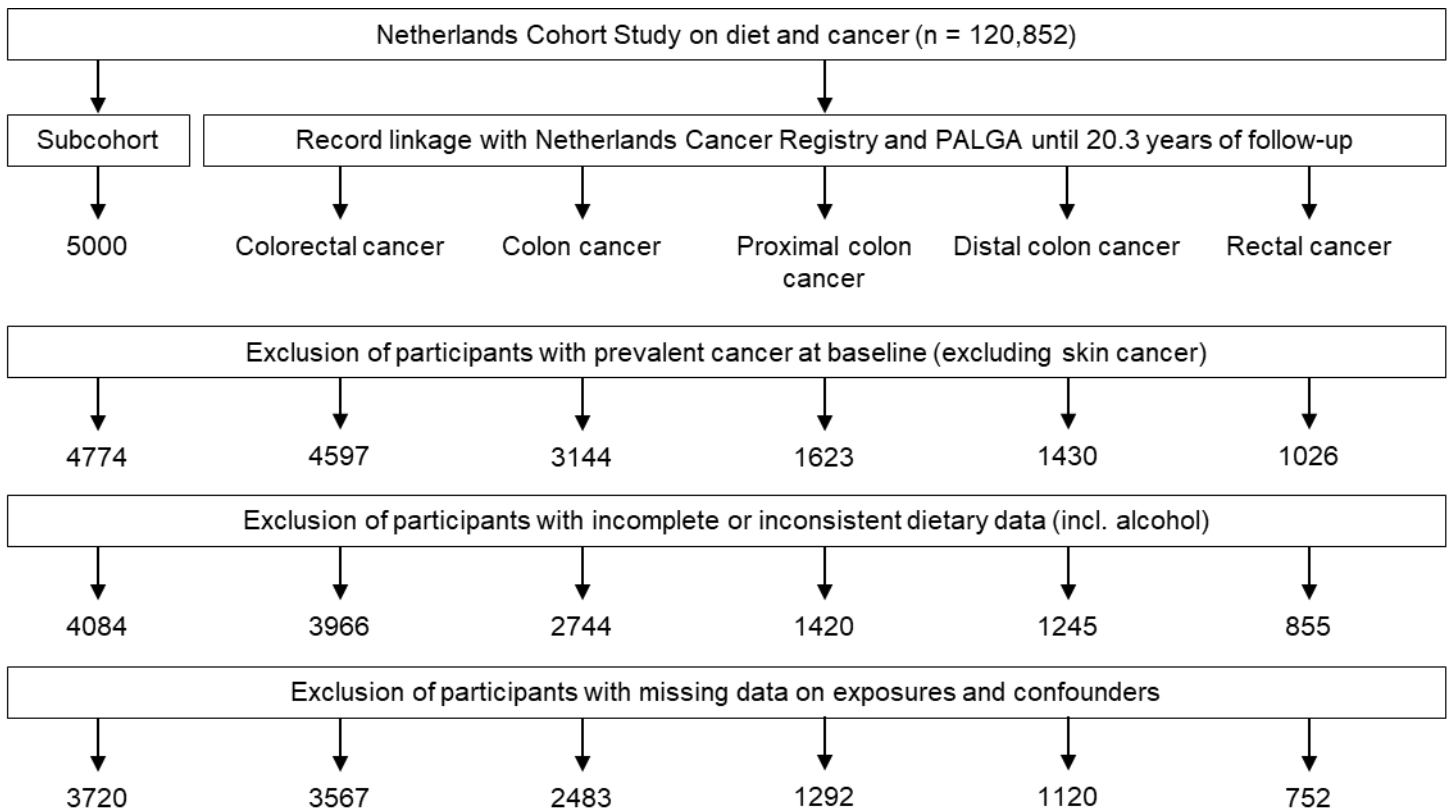 Netherlands Cohort Study on diet and cancer (n = 120,852)
Subcohort
Record linkage with Netherlands Cancer Registry and PALGA until 20.3 years of follow-up
5000
Colorectal cancer
Colon cancer
Proximal colon
cancer
Distal colon cancer
Rectal cancer
Exclusion of participants with prevalent cancer at baseline (excluding skin cancer)
4774 4597 3144 1623 1430 1026
Exclusion of participants with incomplete or inconsistent dietary data (incl. alcohol)
4084 3966 2744 1420 1245 855
Exclusion of participants with missing data on exposures and confounders
3720 3567 2483 1292 1120 752